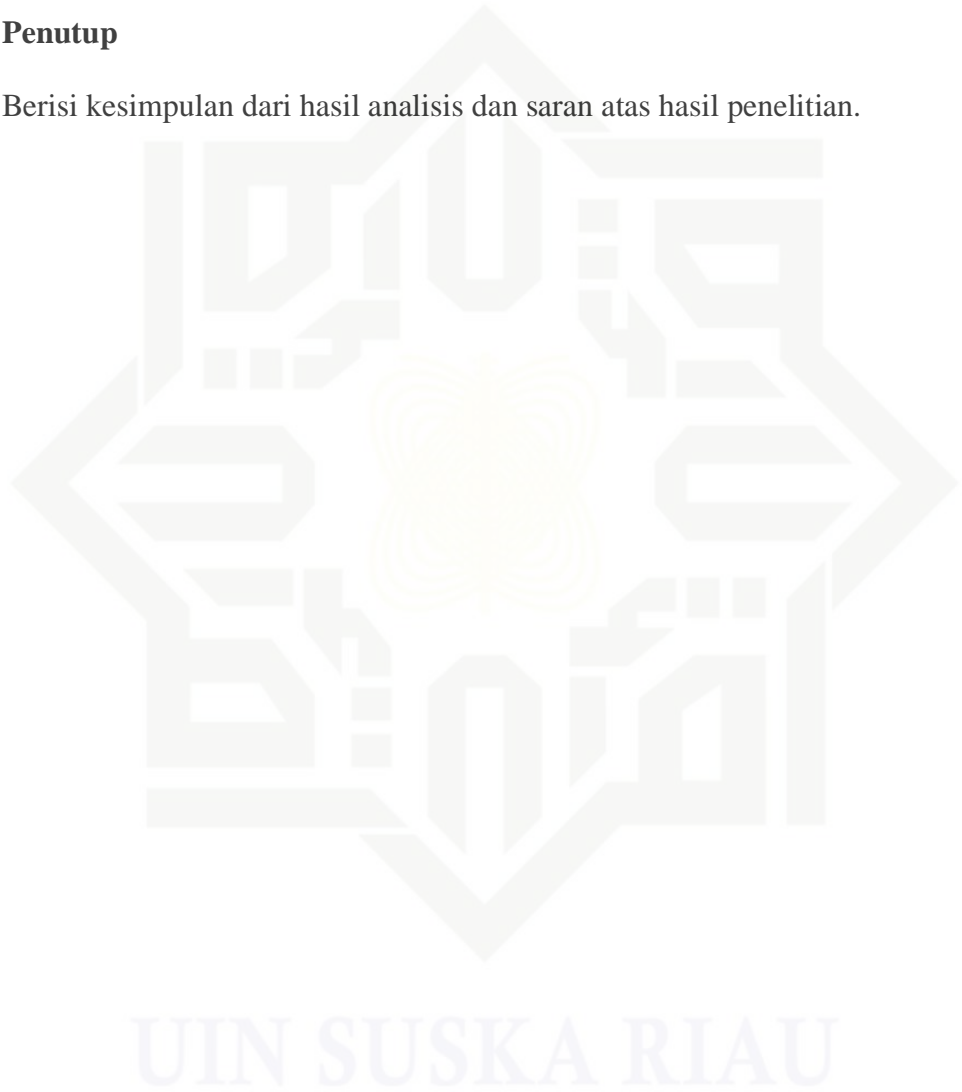 Penutup
Berisi kesimpulan dari hasil analisis dan saran atas hasil penelitian.
UIN SUSKA RIAU